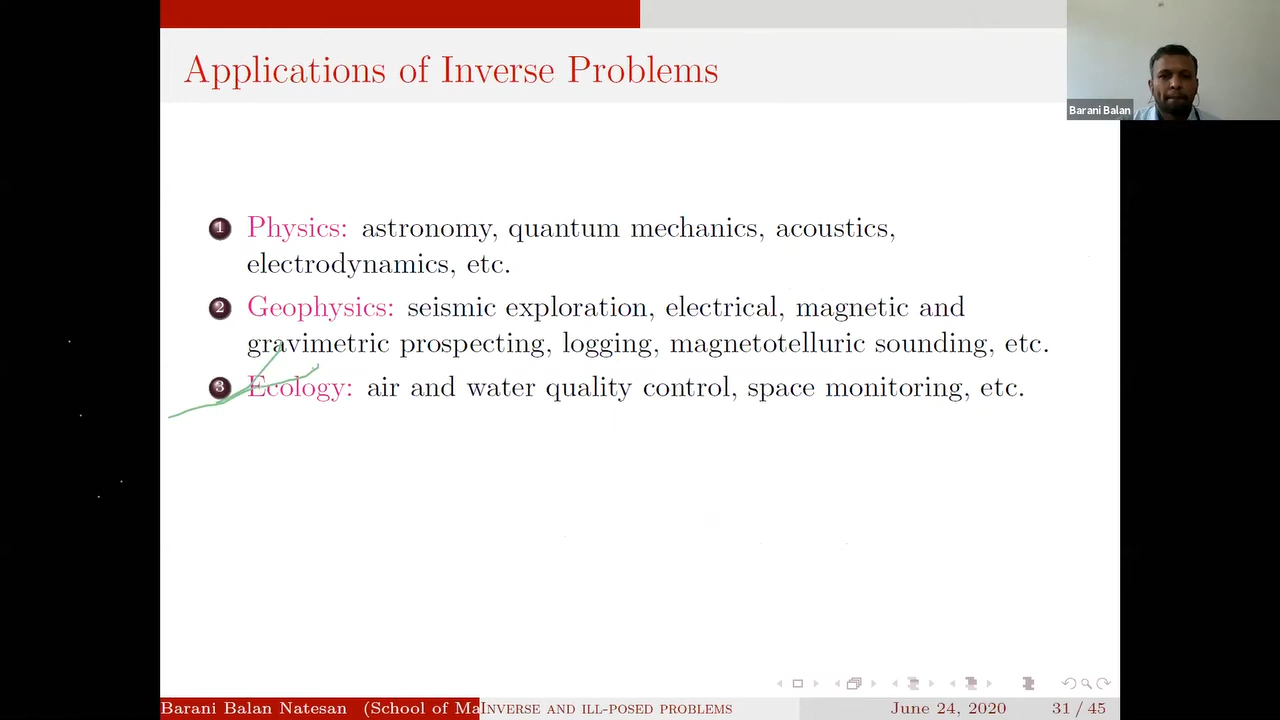 Applications of Inverse Problems
Barani Balan
1 Physics: astronomy, quantum mechanics, acoustics,
electrodynamics, etc.
2 Geophysics: seismic exploration, electrical, magnetic and
gravimetric prospecting, logging, magnetotelluric sounding, etc.
3 Ecology: air and water quality control, space monitoring, etc.
Barani Balan Natesan (School of Ma Inverse and ill-posed problems June 24, 2020 31 / 45